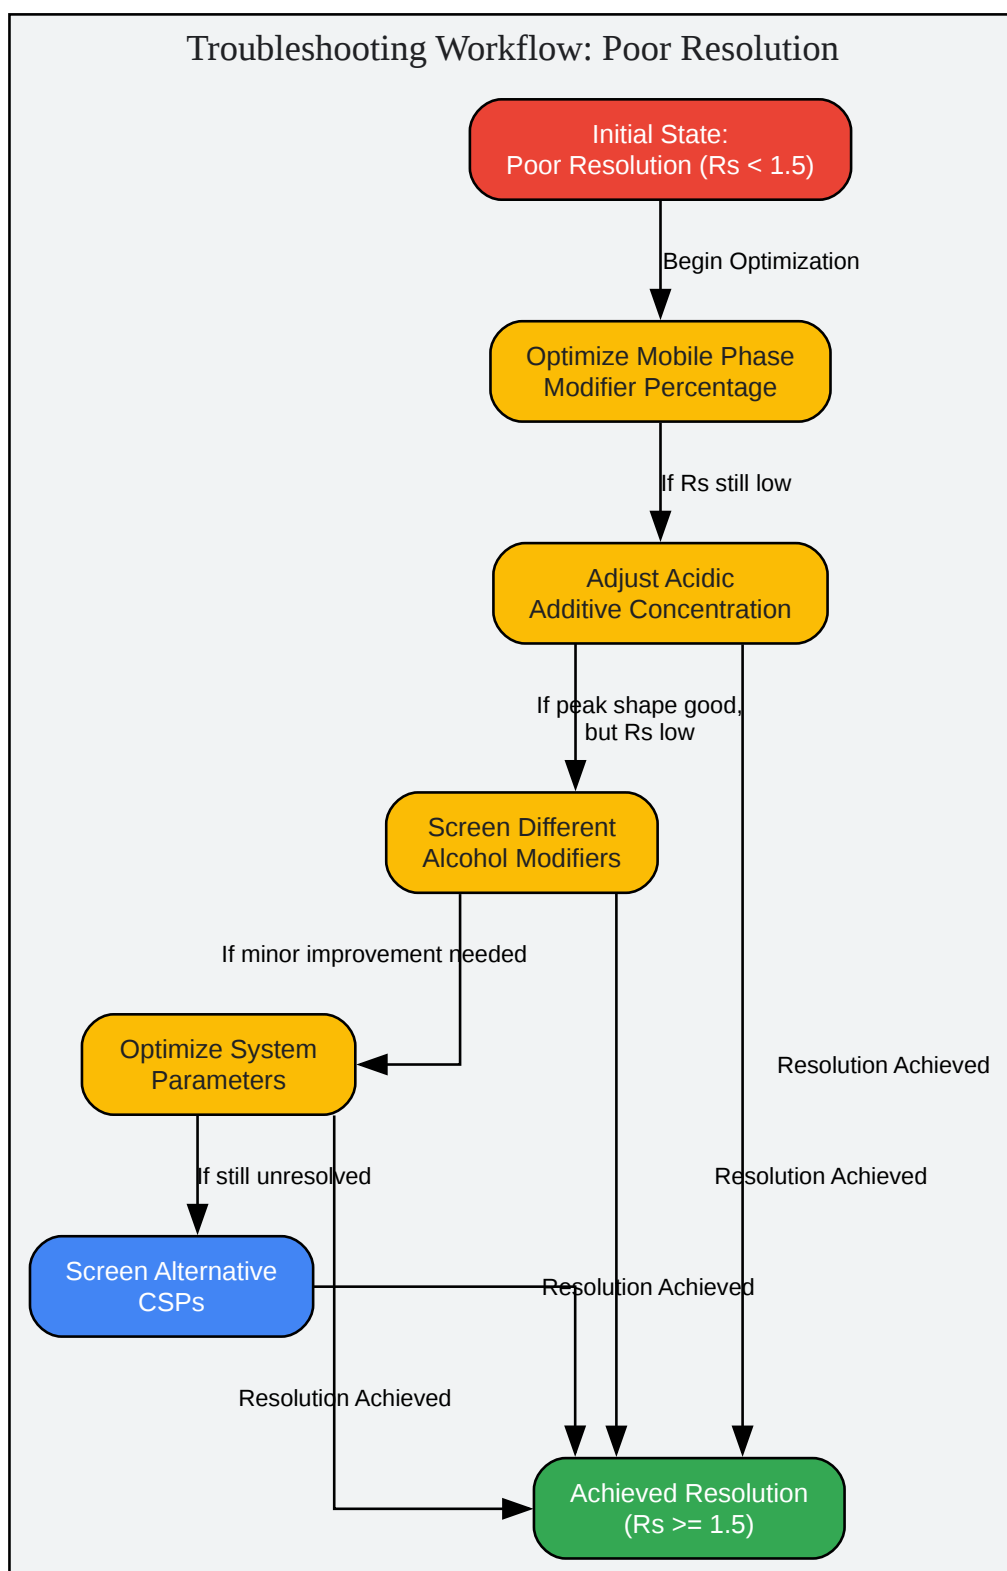 Troubleshooting Workflow: Poor Resolution
Initial State:
Poor Resolution (Rs < 1.5)
Begin Optimization
Optimize Mobile Phase
Modifier Percentage
If Rs still low
Adjust Acidic
Additive Concentration
If peak shape good,
but Rs low
Screen Different
Alcohol Modifiers
If minor improvement needed
Optimize System
Parameters
Resolution Achieved
If still unresolved
Resolution Achieved
Screen Alternative
CSPs
Resolution Achieved
Resolution Achieved
Achieved Resolution
(Rs >= 1.5)